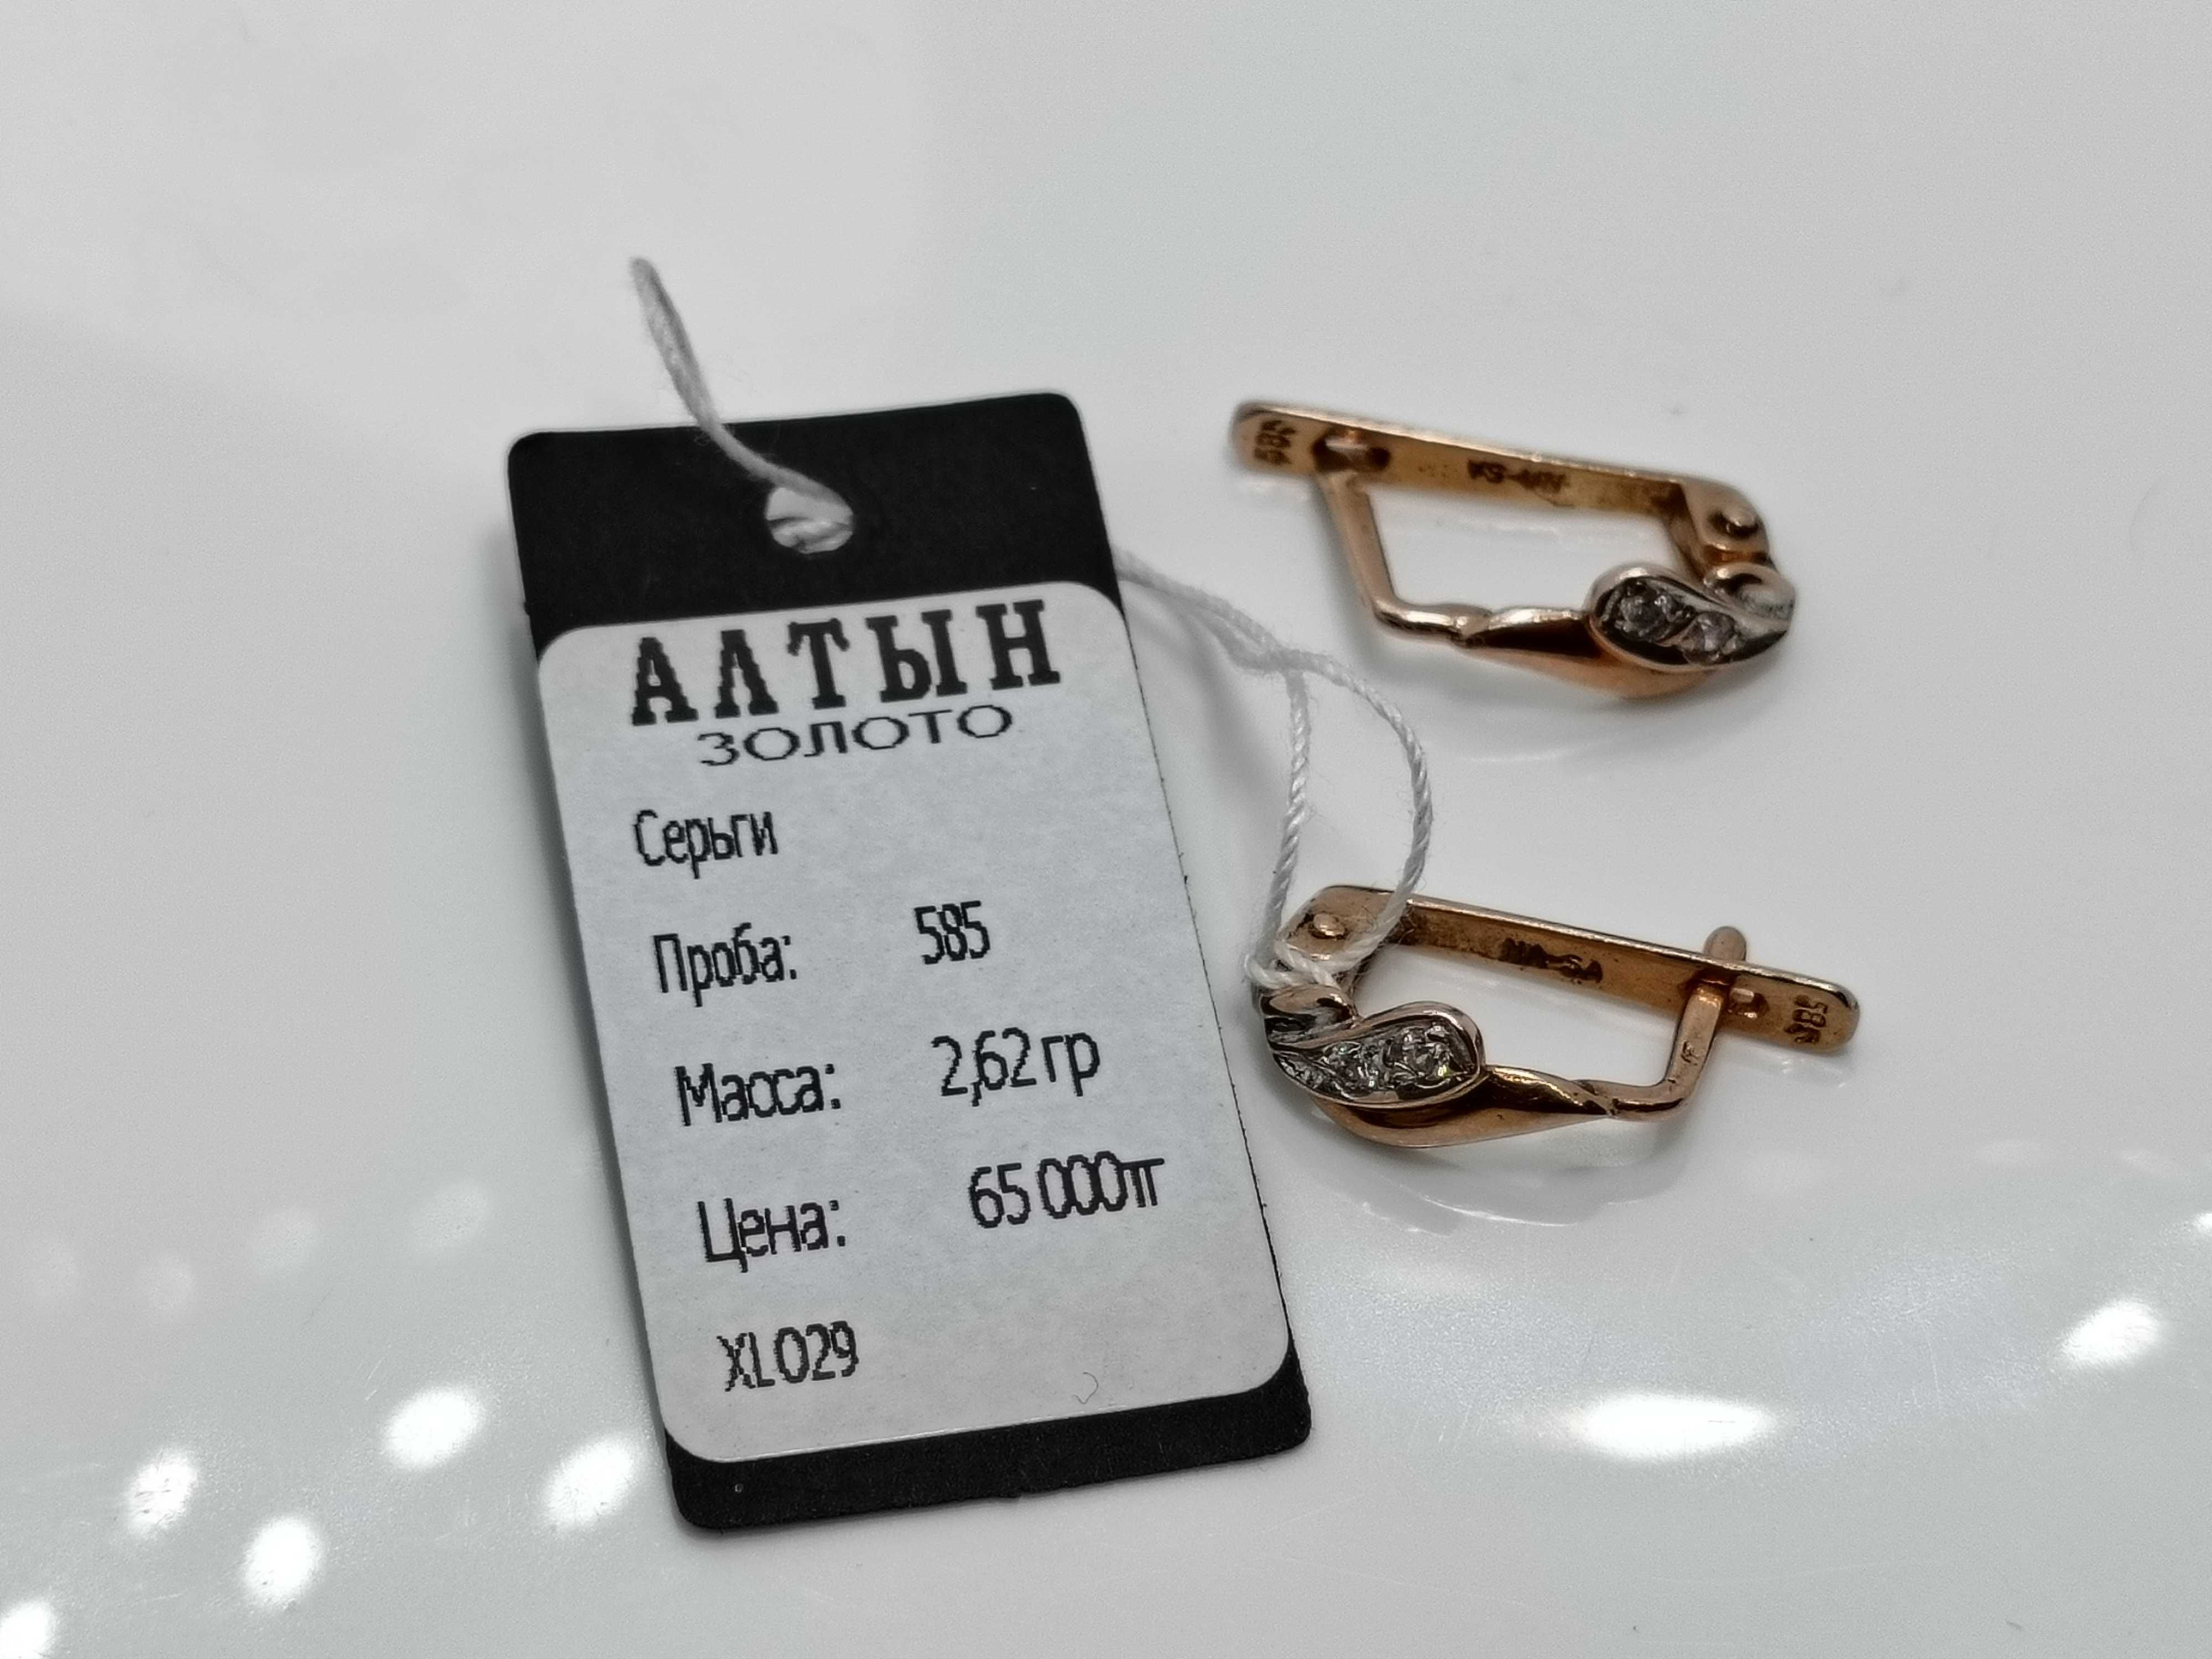 АЛТЫН
ЗОЛОТО
Серьги
Проба: 585
Масса: 2,62 гр
Цена: 65 000тг
XL029
585
585